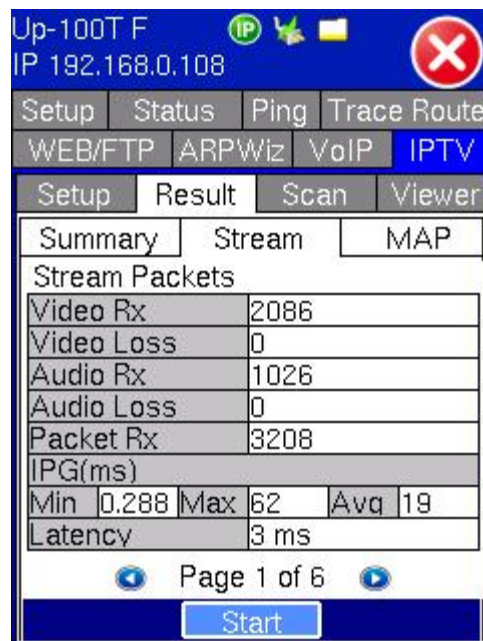 Up-100T F IP
IP 192.168.0.108
Setup Status Ping Trace Route
WEB/FTP ARPWiz VoIP IPTV
Setup Result Scan Viewer
Summary Stream MAP
Stream Packets
Video Rx 2086
Video Loss 0
Audio Rx 1026
Audio Loss 0
Packet Rx 3208
IPG(ms)
Min 0.288 Max 62 Avg 19
Latency 3 ms
Page 1 of 6
Start